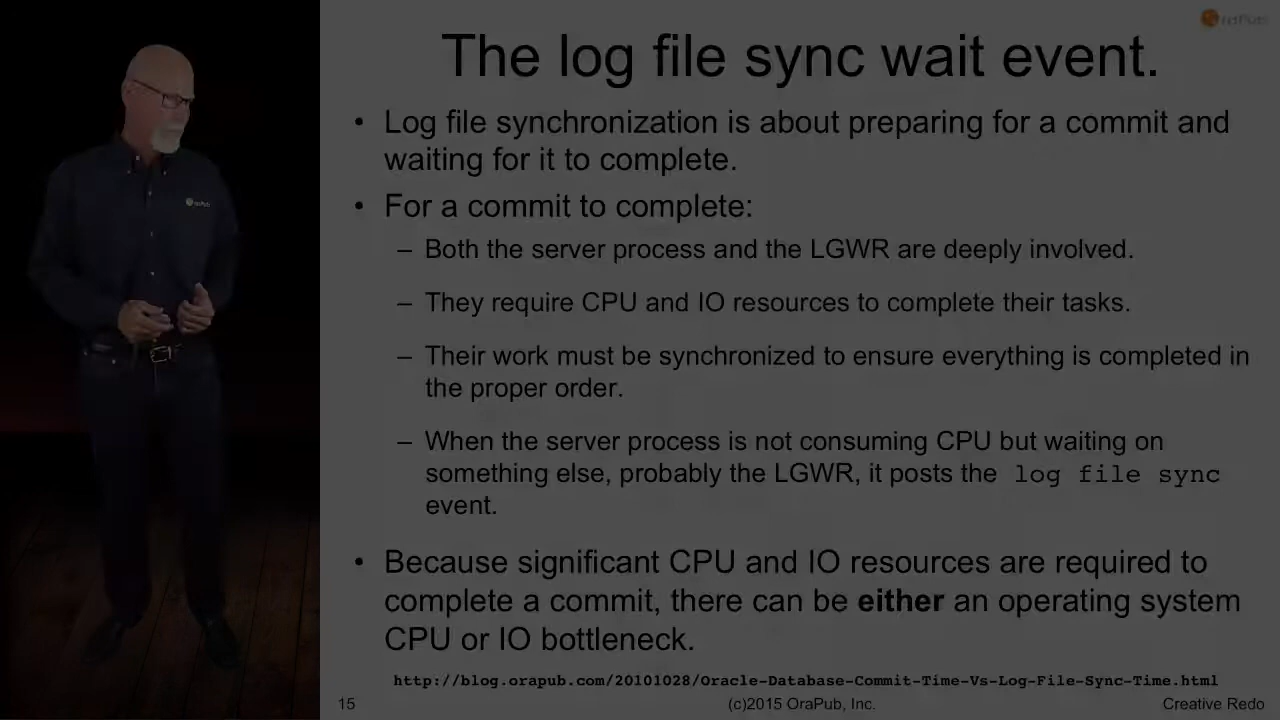 OraPub
The log file sync wait event.
• Log file synchronization is about preparing for a commit and
waiting for it to complete.
• For a commit to complete:
– Both the server process and the LGWR are deeply involved.
– They require CPU and IO resources to complete their tasks.
– Their work must be synchronized to ensure everything is completed in
the proper order.
– When the server process is not consuming CPU but waiting on
something else, probably the LGWR, it posts the log file sync
event.
• Because significant CPU and IO resources are required to
complete a commit, there can be either an operating system
CPU or IO bottleneck.
http://blog.orapub.com/20101028/Oracle-Database-Commit-Time-Vs-Log-File-Sync-Time.html
15
(c)2015 OraPub, Inc.
Creative Redo
OraPub